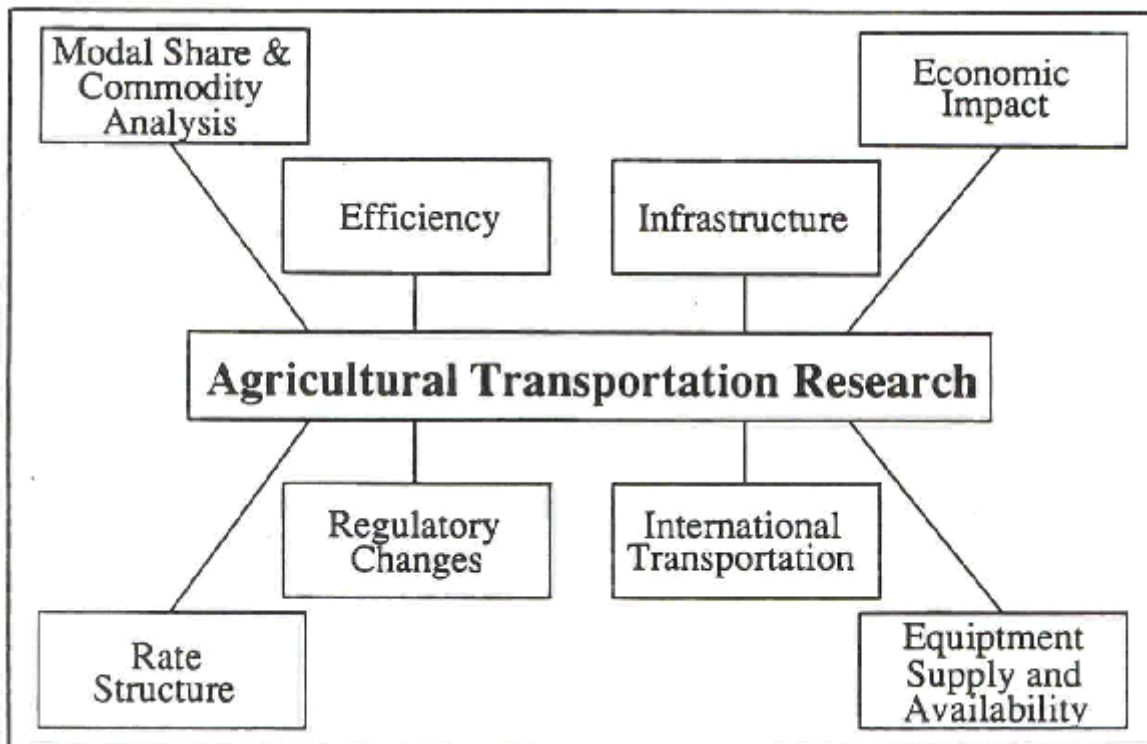 Modal Share &
Commodity
Analysis
Economic
Impact
Efficiency
Infrastructure
Agricultural Transportation Research
Regulatory
Changes
International
Transportation
Rate
Structure
Equiptment
Supply and
Availability